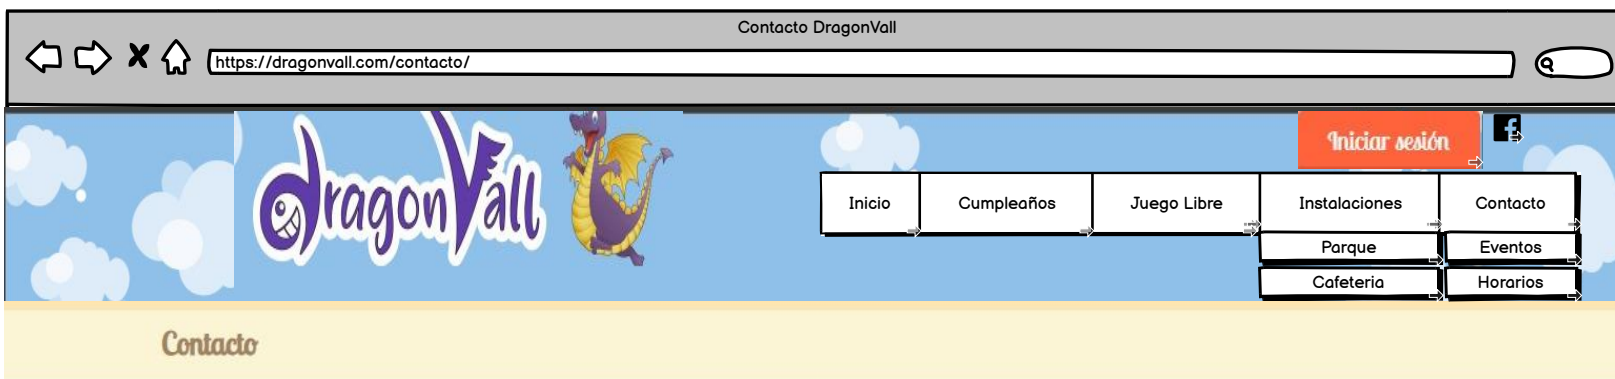 Contacto DragonVall
https://dragonvall.com/contacto/
dragonVall
Iniciar sesión
Inicio Cumpleaños Juego Libre Instalaciones Contacto
Parque Eventos
Cafeteria Horarios
Contacto